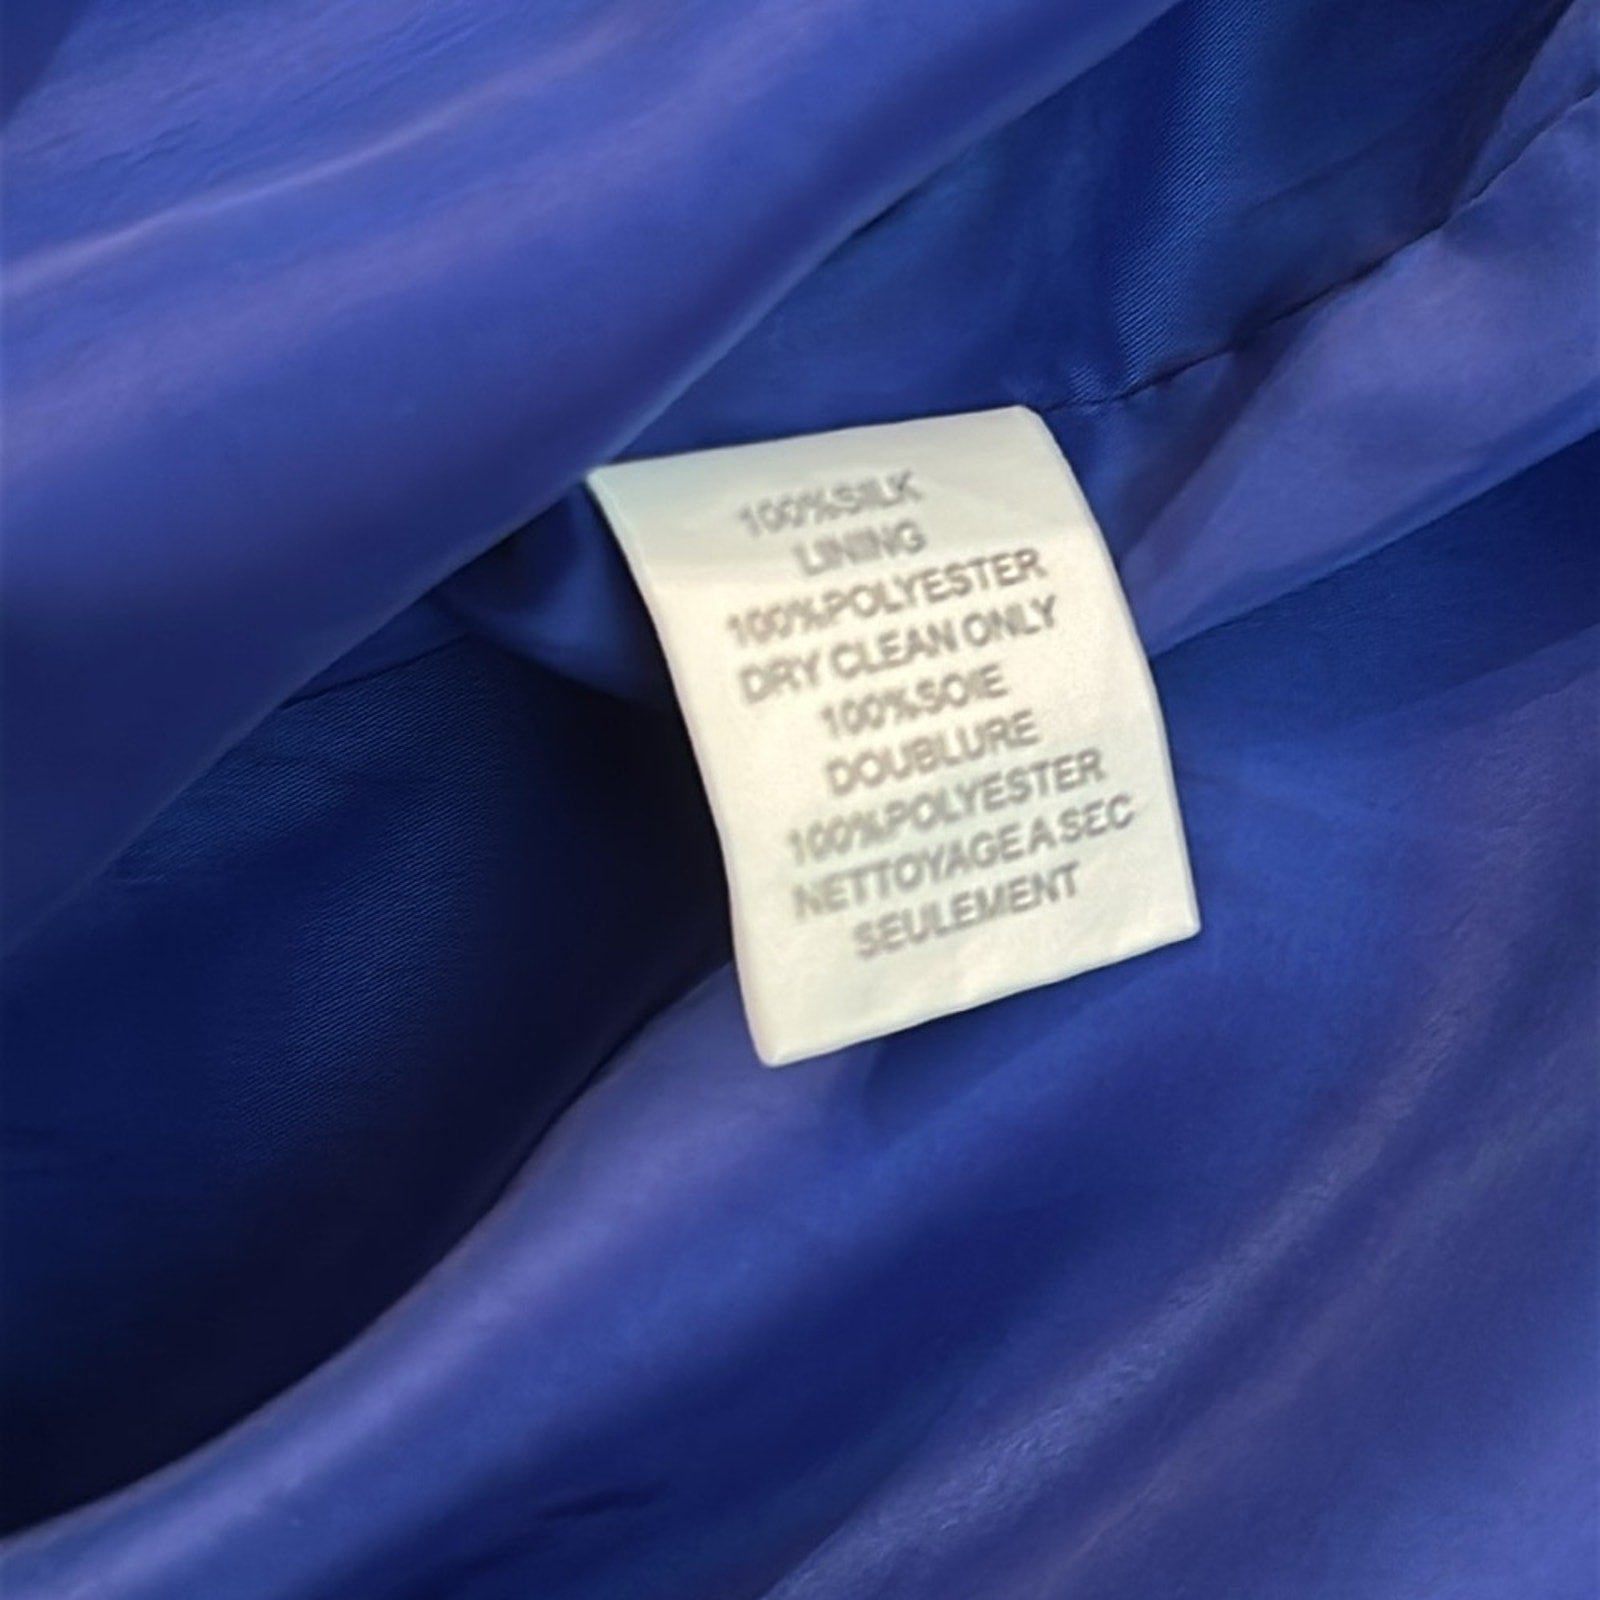 100%SILK
LINING
100%POLYESTER
DRY CLEAN ONLY
100%SOIE
DOUBLURE
100%POLYESTER
NETTOYAGE A SEC
SEULEMENT